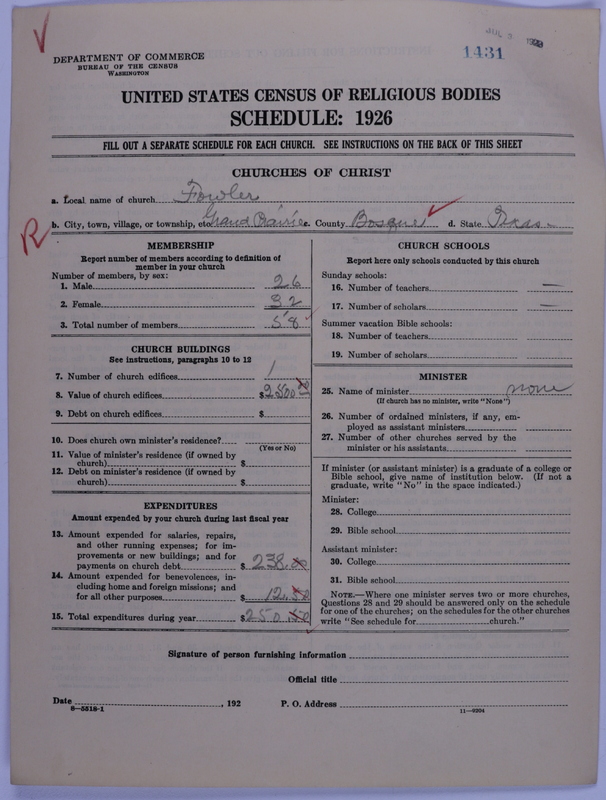 JUL 3 1929
1431
DEPARTMENT OF COMMERCE
BUREAU OF THE CENSUS
WASHINGTON
UNITED STATES CENSUS OF RELIGIOUS BODIES
SCHEDULE: 1926
FILL OUT A SEPARATE SCHEDULE FOR EACH CHURCH. SEE INSTRUCTIONS ON THE BACK OF THIS SHEET
CHURCHES OF CHRIST
a. Local name of church Fowler
b. City, town, village, or township, etc. Grand Prairie c. County Bosque d. State Texas
R
MEMBERSHIP
Report number of members according to definition of
member in your church
Number of members, by sex:
1. Male 26
2. Female 32
3. Total number of members 58
CHURCH BUILDINGS
See instructions, paragraphs 10 to 12
7. Number of church edifices 1
8. Value of church edifices $2500.00
9. Debt on church edifices $
10. Does church own minister's residence?
(Yes or No)
11. Value of minister's residence (if owned by
church) $
12. Debt on minister's residence (if owned by
church) $
EXPENDITURES
Amount expended by your church during last fiscal year
13. Amount expended for salaries, repairs,
and other running expenses; for im-
provements or new buildings; and for
payments on church debt $238.00
14. Amount expended for benevolences, in-
cluding home and foreign missions; and
for all other purposes $12.50
15. Total expenditures during year $250.50
CHURCH SCHOOLS
Report here only schools conducted by this church
Sunday schools:
16. Number of teachers —
17. Number of scholars —
Summer vacation Bible schools:
18. Number of teachers
19. Number of scholars
MINISTER
25. Name of minister none
(If church has no minister, write "None")
26. Number of ordained ministers, if any, em-
ployed as assistant ministers
27. Number of other churches served by the
minister or his assistants
If minister (or assistant minister) is a graduate of a college or
Bible school, give name of institution below. (If not a
graduate, write "No" in the space indicated.)
Minister:
28. College
29. Bible school
Assistant minister:
30. College
31. Bible school
NOTE.—Where one minister serves two or more churches,
Questions 28 and 29 should be answered only on the schedule
for one of the churches; on the schedules for the other churches
write "See schedule for church."
Signature of person furnishing information
Official title
Date , 192 P. O. Address
8—5518-1
11—9204